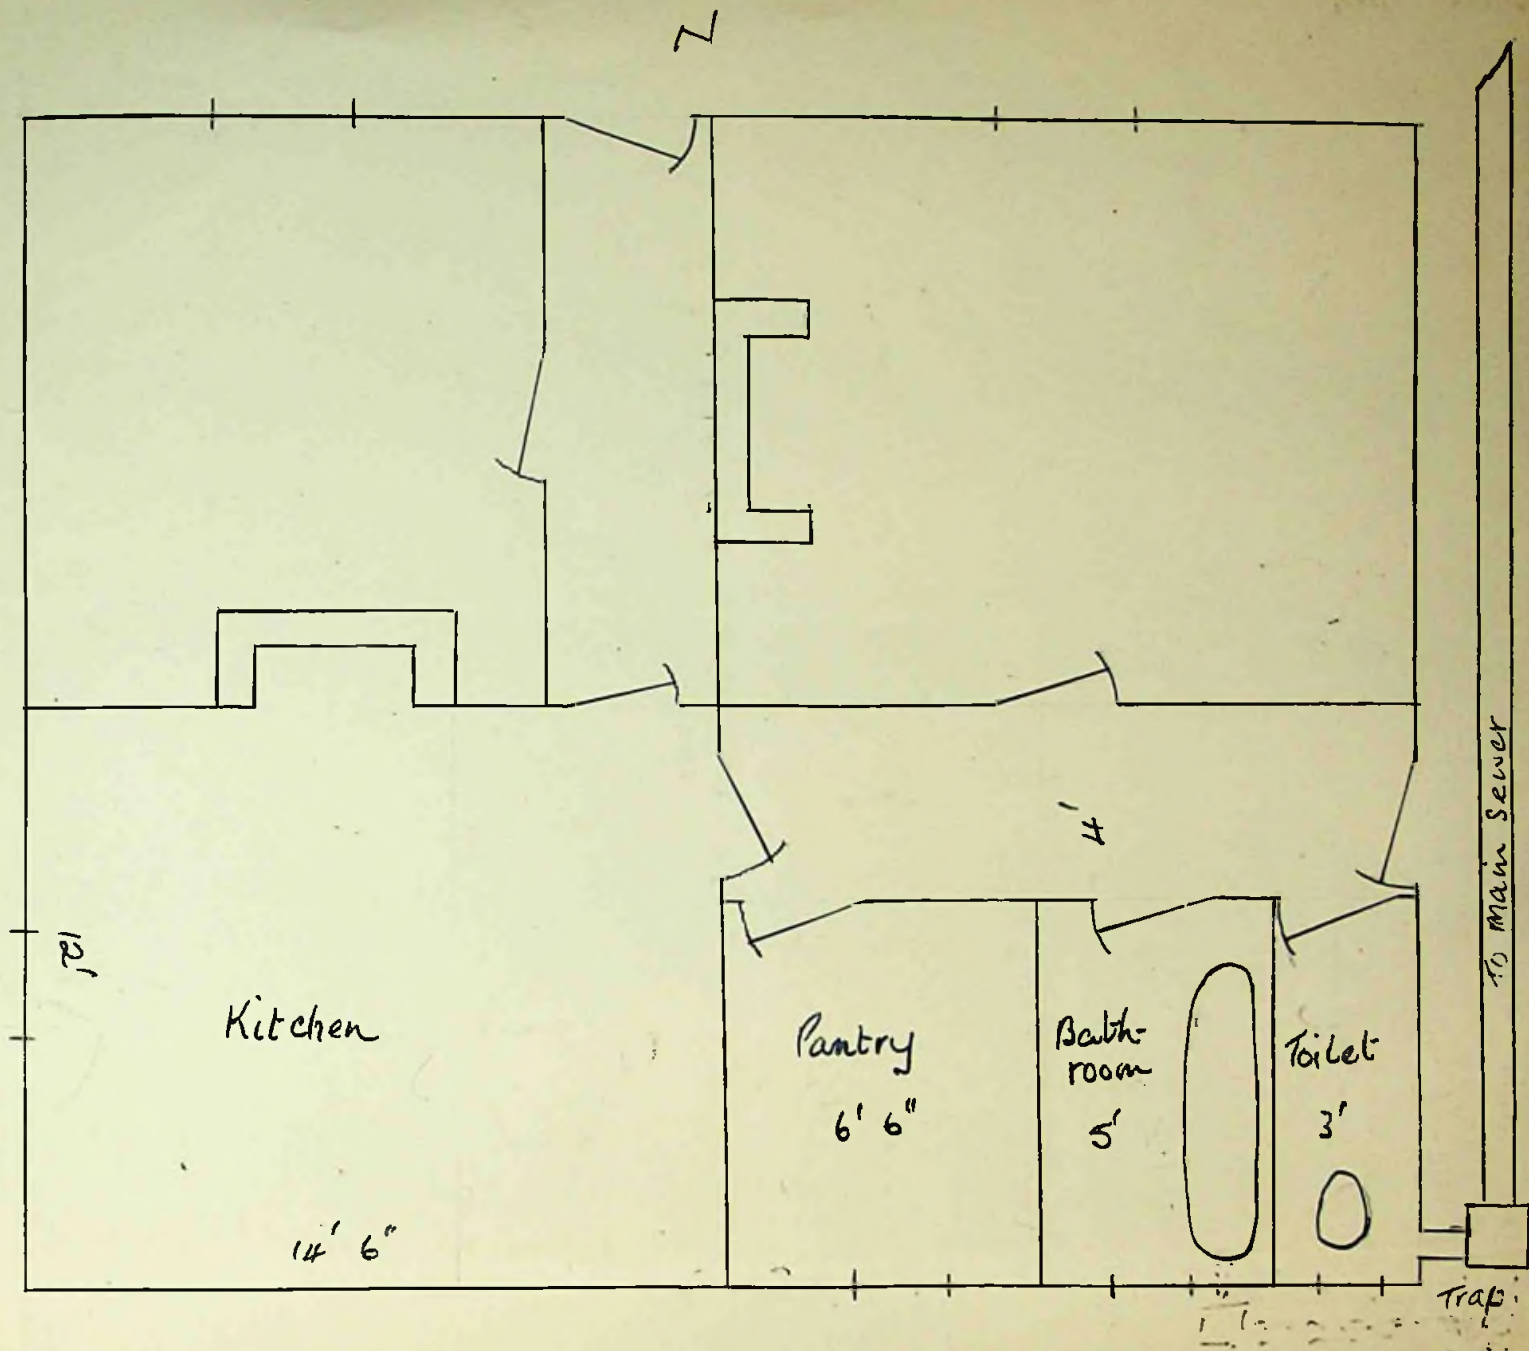 N
To main sewer
4'
12'
Kitchen
14' 6"
Pantry
6' 6"
Bath-
room
5'
Toilet
3'
Trap